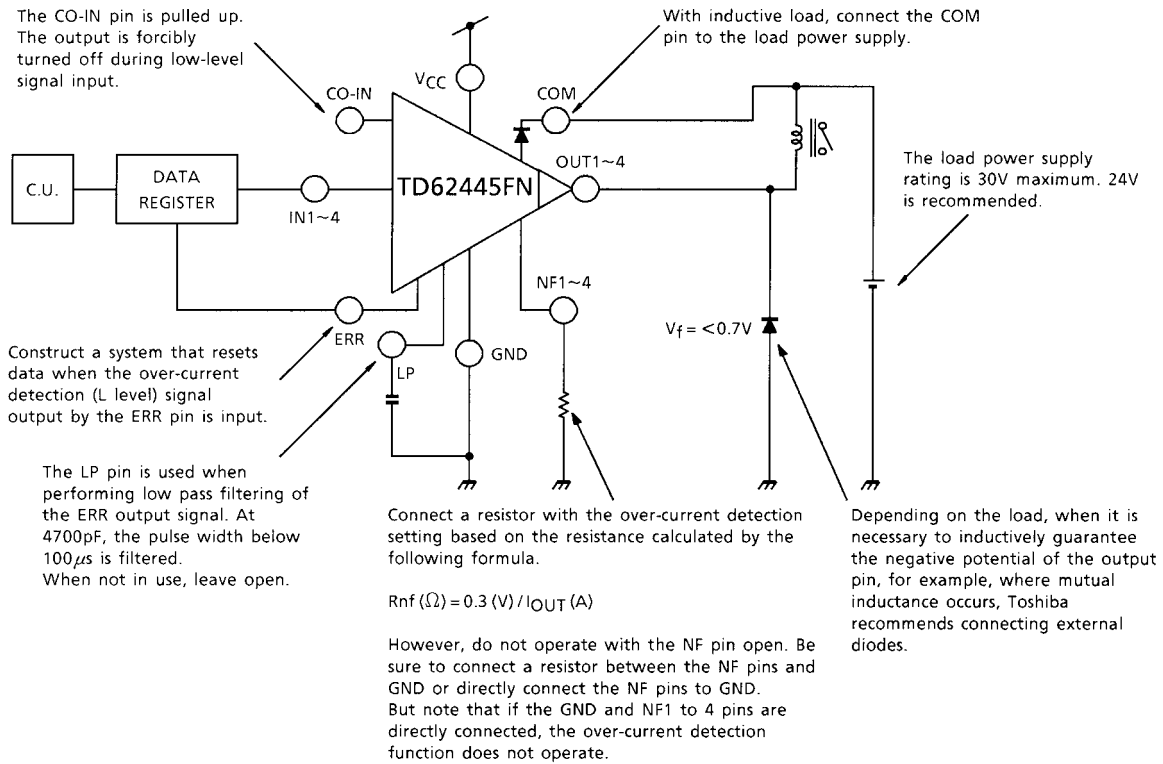 The CO-IN pin is pulled up.
The output is forcibly
turned off during low-level
signal input.
With inductive load, connect the COM
pin to the load power supply.
VCC
CO-IN
COM
C.U.
DATA
REGISTER
IN1~4
TD62445FN
OUT1~4
The load power supply
rating is 30V maximum. 24V
is recommended.
NF1~4
ERR
LP
GND
Vf = <0.7V
Construct a system that resets
data when the over-current
detection (L level) signal
output by the ERR pin is input.
The LP pin is used when
performing low pass filtering of
the ERR output signal. At
4700pF, the pulse width below
100μs is filtered.
When not in use, leave open.
Connect a resistor with the over-current detection
setting based on the resistance calculated by the
following formula.
Rnf (Ω) = 0.3 (V) / IOUT (A)
However, do not operate with the NF pin open. Be
sure to connect a resistor between the NF pins and
GND or directly connect the NF pins to GND.
But note that if the GND and NF1 to 4 pins are
directly connected, the over-current detection
function does not operate.
Depending on the load, when it is
necessary to inductively guarantee
the negative potential of the output
pin, for example, where mutual
inductance occurs, Toshiba
recommends connecting external
diodes.